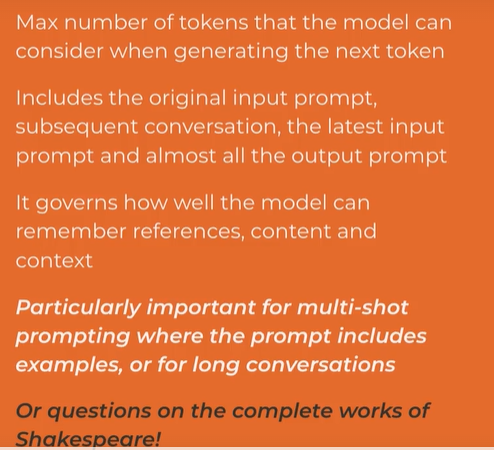 Max number of tokens that the model can
consider when generating the next token
Includes the original input prompt,
subsequent conversation, the latest input
prompt and almost all the output prompt
It governs how well the model can
remember references, content and
context
Particularly important for multi-shot
prompting where the prompt includes
examples, or for long conversations
Or questions on the complete works of
Shakespeare!